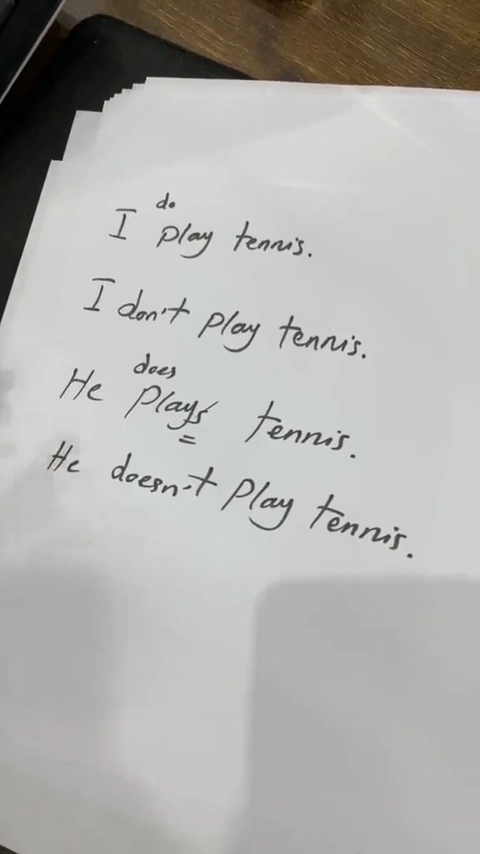 do
I play tennis.
I don't play tennis.
does
He plays tennis.
He doesn't play tennis.